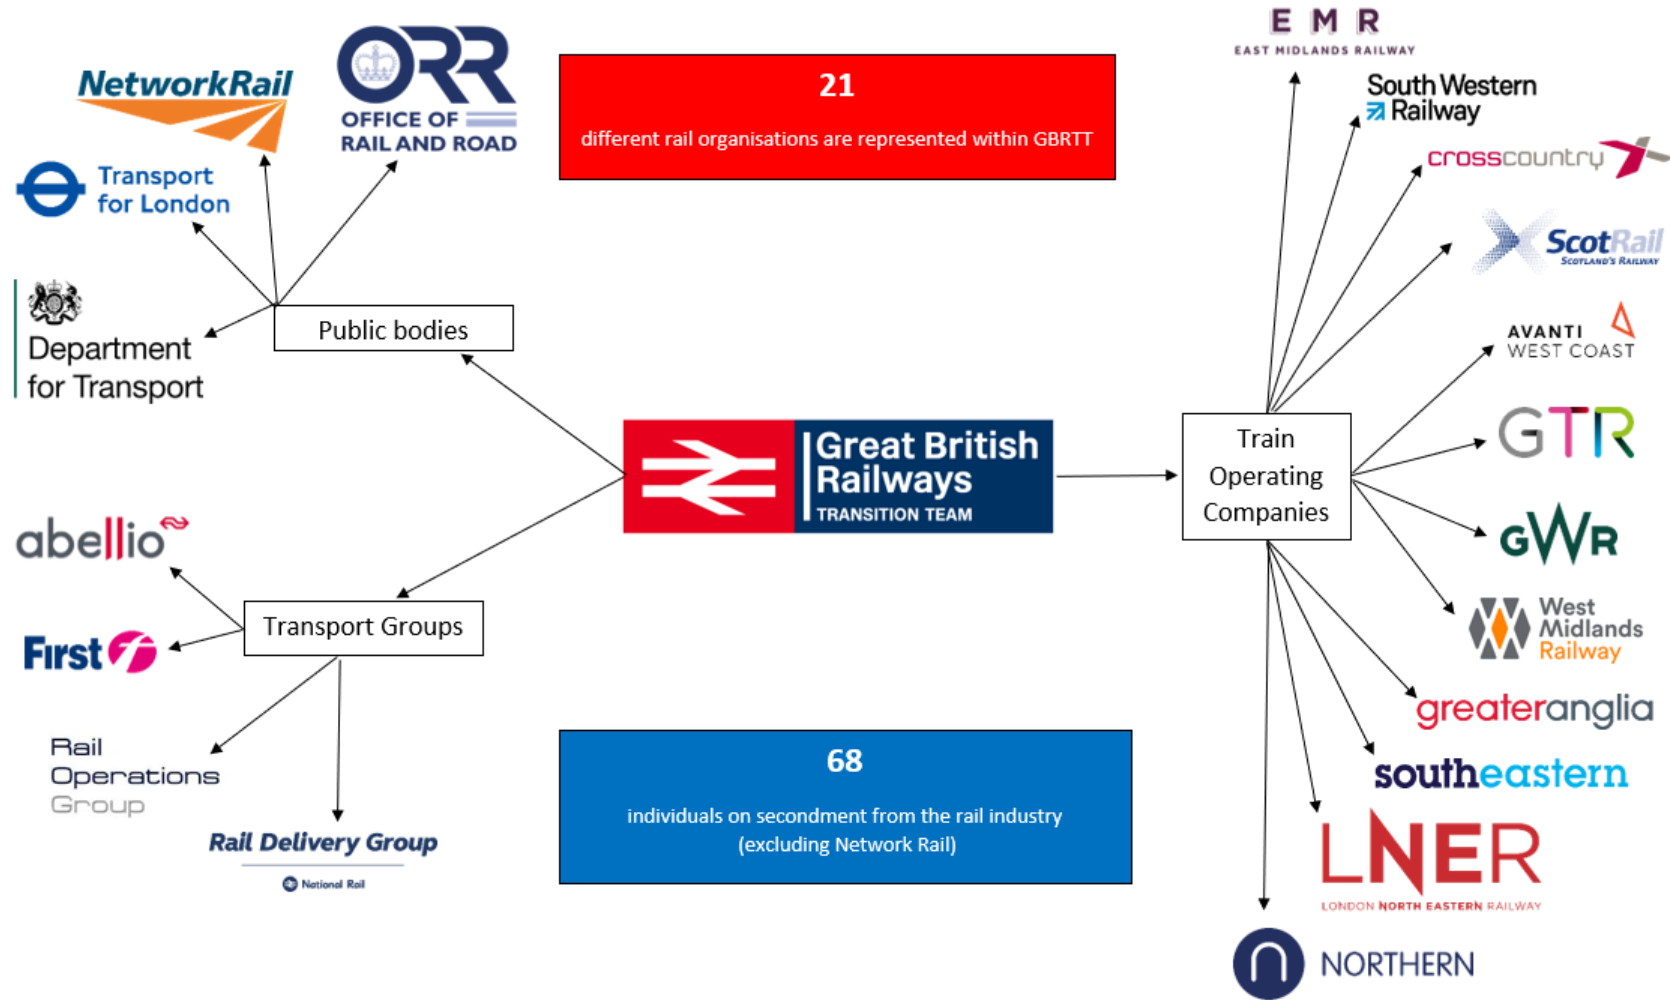 NetworkRail
ORR
OFFICE OF
RAIL AND ROAD
Transport
for London
Department
for Transport
Public bodies
21
different rail organisations are represented within GBRTT
Great British
Railways
TRANSITION TEAM
abellio
First
Transport Groups
Rail
Operations
Group
Rail Delivery Group
National Rail
68
individuals on secondment from the rail industry
(excluding Network Rail)
Train
Operating
Companies
EMR
EAST MIDLANDS RAILWAY
South Western
Railway
crosscountry
ScotRail
SCOTLAND'S RAILWAY
AVANTI
WEST COAST
GTR
GWR
West
Midlands
Railway
greateranglia
southeastern
LNER
LONDON NORTH EASTERN RAILWAY
NORTHERN